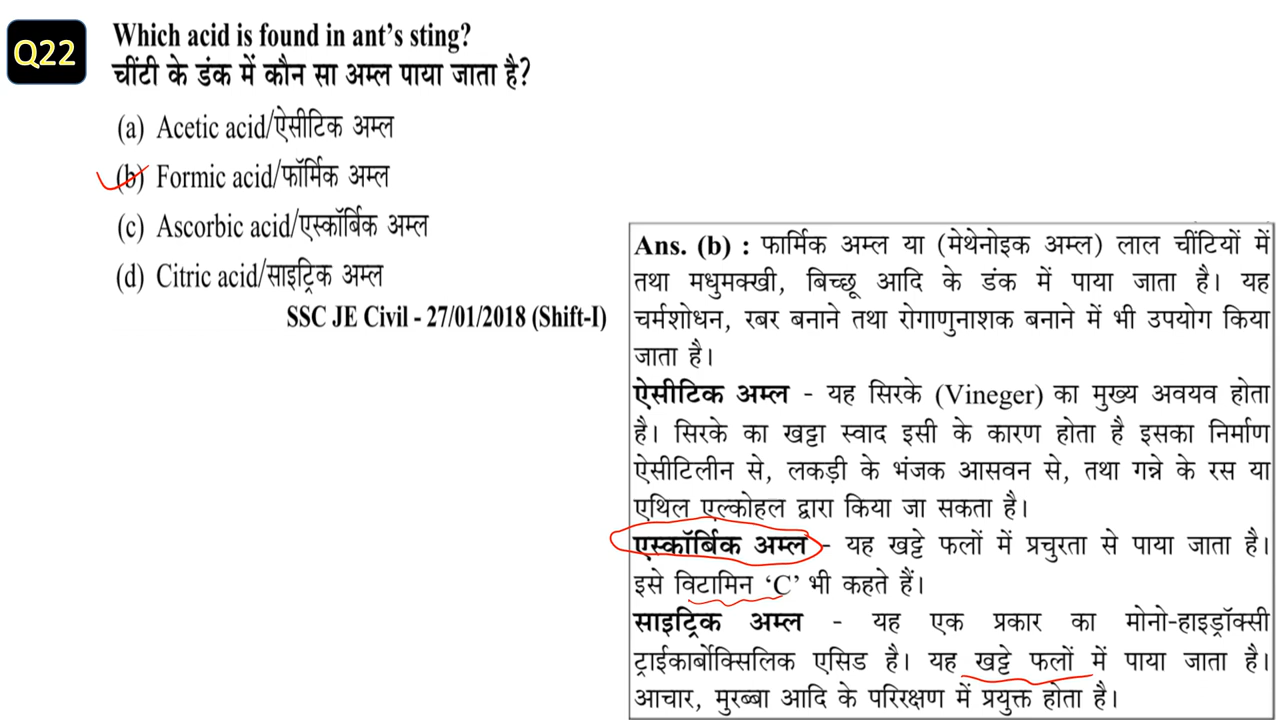 Q22
Which acid is found in ant's sting?
चींटी के डंक में कौन सा अम्ल पाया जाता है?
(a) Acetic acid/ऐसीटिक अम्ल
(b) Formic acid/फॉर्मिक अम्ल
(c) Ascorbic acid/एस्कॉर्बिक अम्ल
(d) Citric acid/साइट्रिक अम्ल
SSC JE Civil - 27/01/2018 (Shift-I)
Ans. (b) : फार्मिक अम्ल या (मेथेनोइक अम्ल) लाल चींटियों में
तथा मधुमक्खी, बिच्छू आदि के डंक में पाया जाता है। यह
चर्मशोधन, रबर बनाने तथा रोगाणुनाशक बनाने में भी उपयोग किया
जाता है।
ऐसीटिक अम्ल - यह सिरके (Vineger) का मुख्य अवयव होता
है। सिरके का खट्टा स्वाद इसी के कारण होता है इसका निर्माण
ऐसीटिलीन से, लकड़ी के भंजक आसवन से, तथा गन्ने के रस या
एथिल एल्कोहल द्वारा किया जा सकता है।
एस्कॉर्बिक अम्ल - यह खट्टे फलों में प्रचुरता से पाया जाता है।
इसे विटामिन ‘C’ भी कहते हैं।
साइट्रिक अम्ल - यह एक प्रकार का मोनो-हाइड्रॉक्सी
ट्राईकार्बोक्सिलिक एसिड है। यह खट्टे फलों में पाया जाता है।
आचार, मुरब्बा आदि के परिरक्षण में प्रयुक्त होता है।